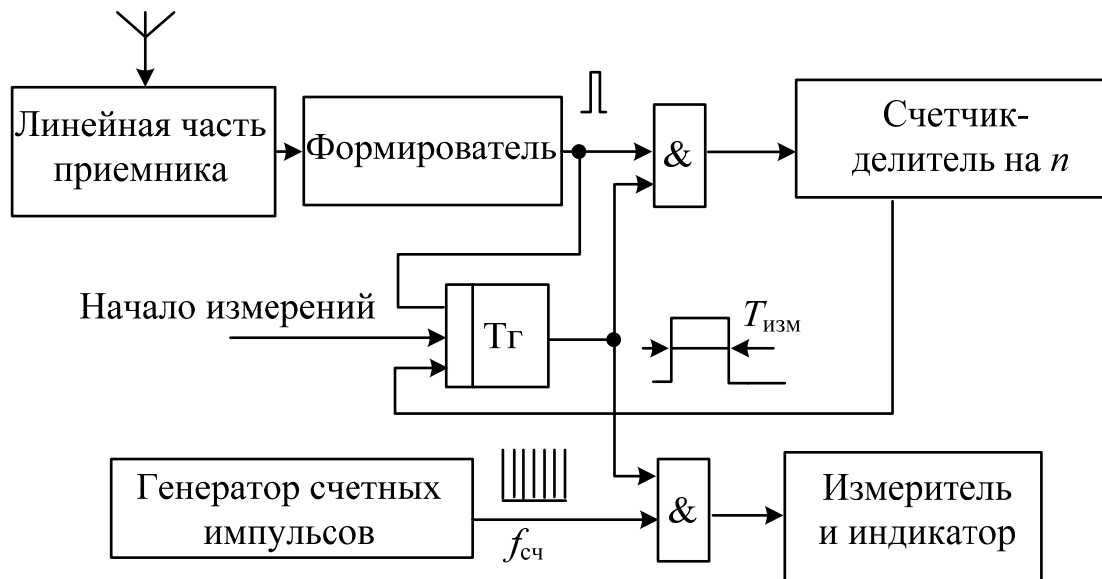 Линейная часть
приемника
Формирователь
&
Счетчик-
делитель на n
Начало измерений
Тг
Tизм
Генератор счетных
импульсов
fсч
&
Измеритель
и индикатор